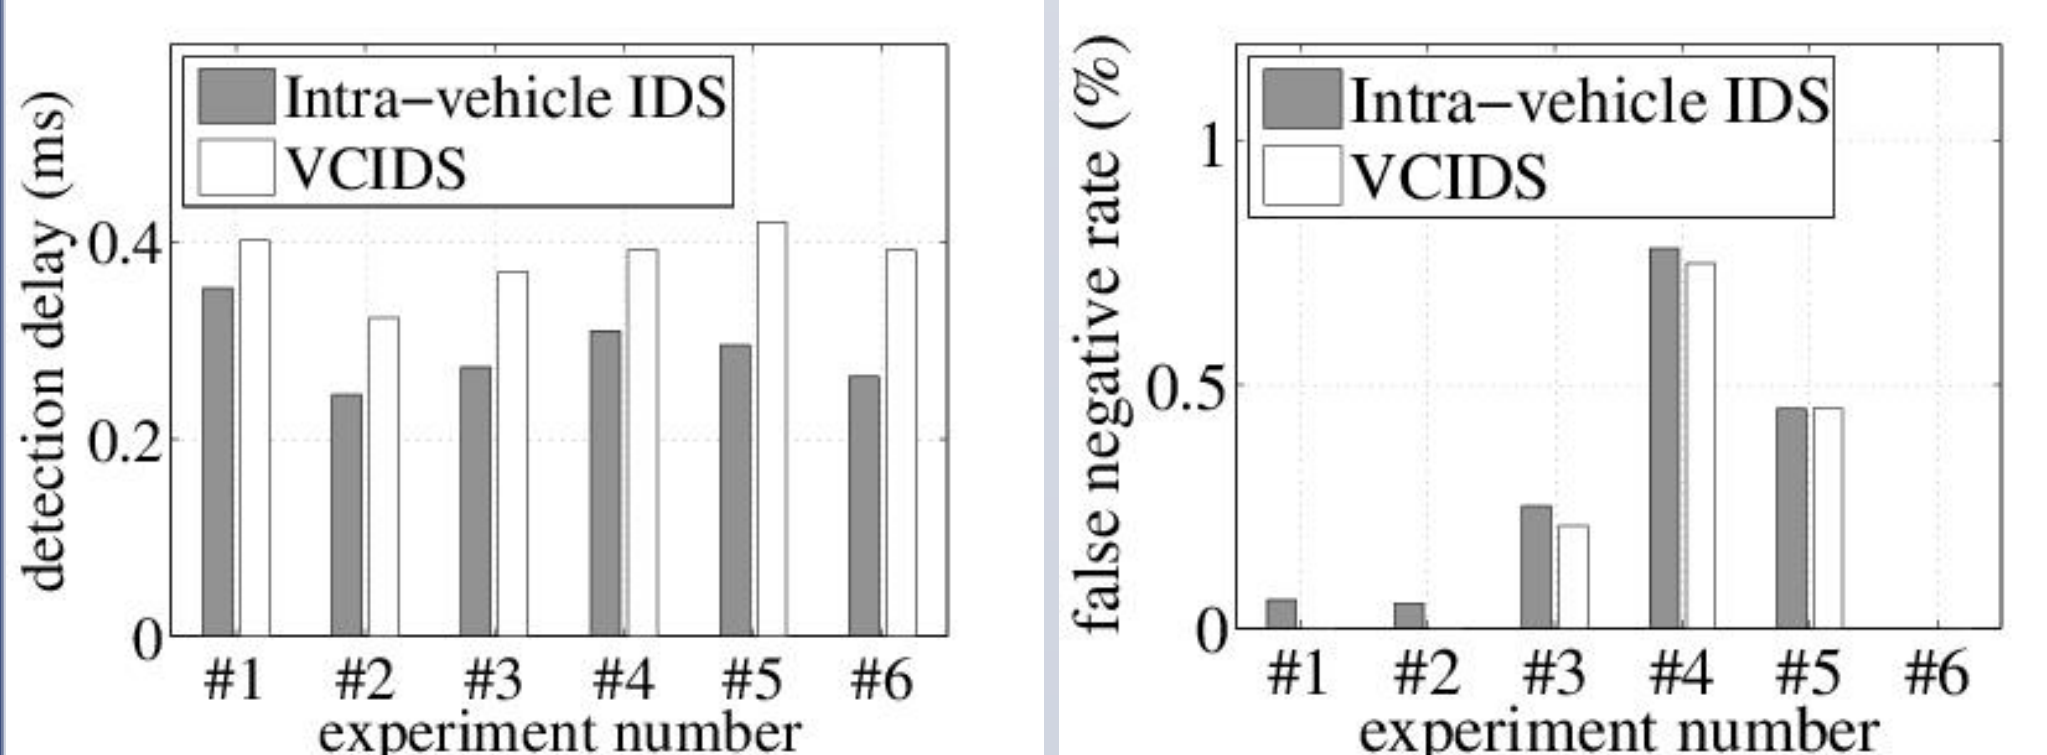 detection delay (ms)
Intra-vehicle IDS
VCIDS
0.4
0.2
0
#1 #2 #3 #4 #5 #6
experiment number
false negative rate (%)
Intra-vehicle IDS
VCIDS
1
0.5
0
#1 #2 #3 #4 #5 #6
experiment number